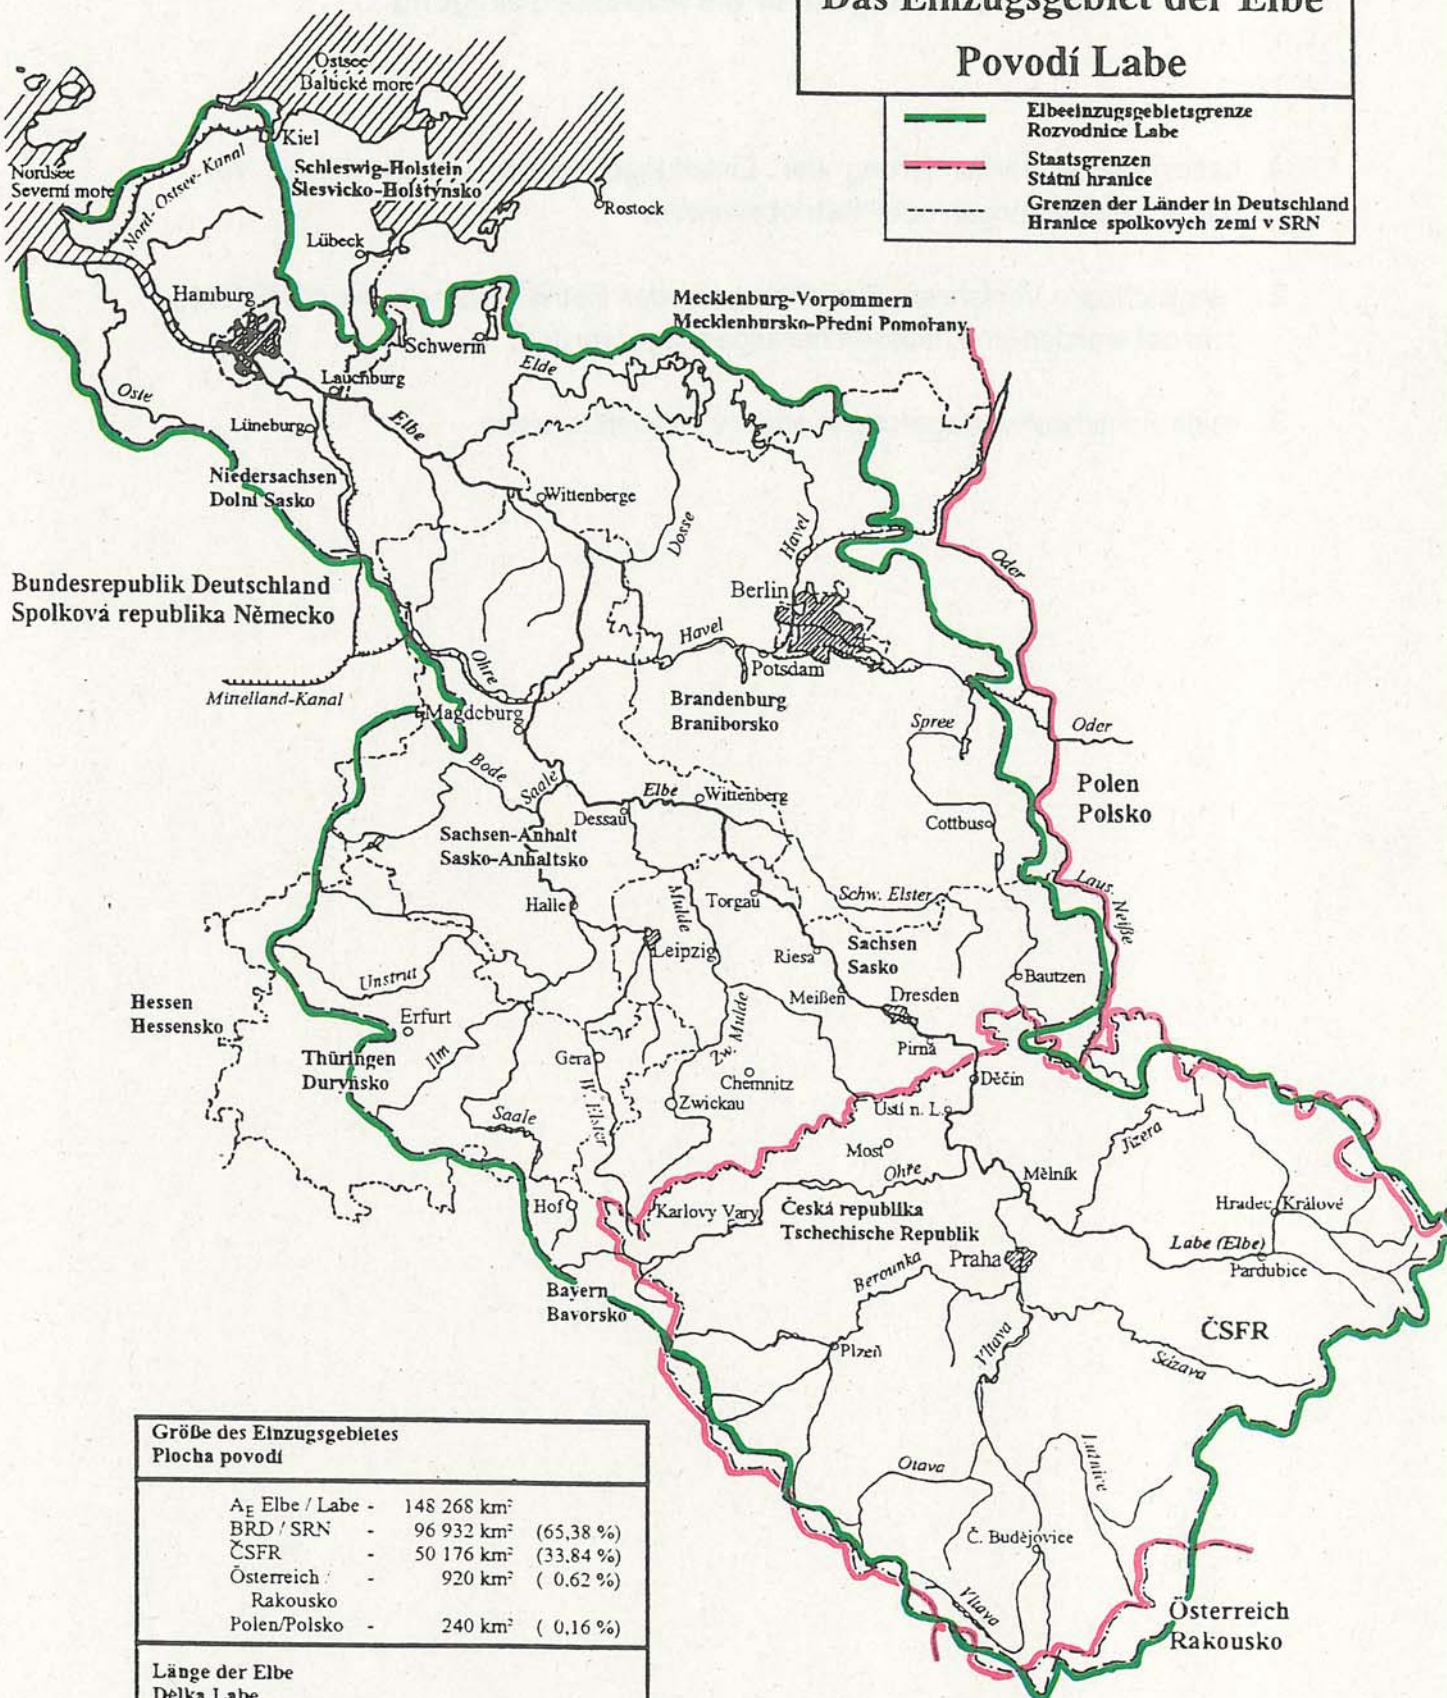 Das Einzugsgebiet der Elbe
Povodí Labe
Elbeeinzugsgebietsgrenze
Rozvodnice Labe
Staatsgrenzen
Státní hranice
Grenzen der Länder in Deutschland
Hranice spolkových zemí v SRN
Ostsee
Baltické more
Nordsee
Severní more
Kiel
Nord-Ostsee-Kanal
Schleswig-Holstein
Šlesvicko-Holštýnsko
Rostock
Lübeck
Hamburg
Mecklenburg-Vorpommern
Mecklenbursko-Přední Pomořany
Schwerin
Elde
Lauenburg
Oste
Elbe
Lüneburg
Niedersachsen
Dolní Sasko
Wittenberge
Dosse
Havel
Oder
Bundesrepublik Deutschland
Spolková republika Německo
Berlin
Havel
Ohre
Potsdam
Mittelland-Kanal
Brandenburg
Braniborsko
Magdeburg
Spree
Oder
Bode
Saale
Elbe
Wittenberg
Polen
Polsko
Dessau
Cottbus
Sachsen-Anhalt
Sasko-Anhaltsko
Laus. Neiße
Halle
Mulde
Torgau
Schw. Elster
Leipzig
Riesa
Sachsen
Sasko
Unstrut
Bautzen
Hessen
Hessensko
Meißen
Dresden
Erfurt
Zw. Mulde
Pirna
Thüringen
Duryňsko
Ilm
Gera
W. Elster
Chemnitz
Děčín
Zwickau
Ústí n. L.
Saale
Jizera
Most
Ohře
Mělník
Hof
Karlovy Vary
Česká republika
Tschechische Republik
Hradec Králové
Labe (Elbe)
Praha
Berounka
Pardubice
Bayern
Bavorsko
ČSFR
Vltava
Plzeň
Sázava
Otava
Lužnice
Č. Budějovice
Vltava
Österreich
Rakousko
Größe des Einzugsgebietes
Plocha povodí
A_E Elbe / Labe - 148 268 km²
BRD / SRN - 96 932 km² (65,38 %)
ČSFR - 50 176 km² (33.84 %)
Österreich - 920 km² ( 0.62 %)
Rakousko
Polen/Polsko - 240 km² ( 0,16 %)
Länge der Elbe
Délka Labe